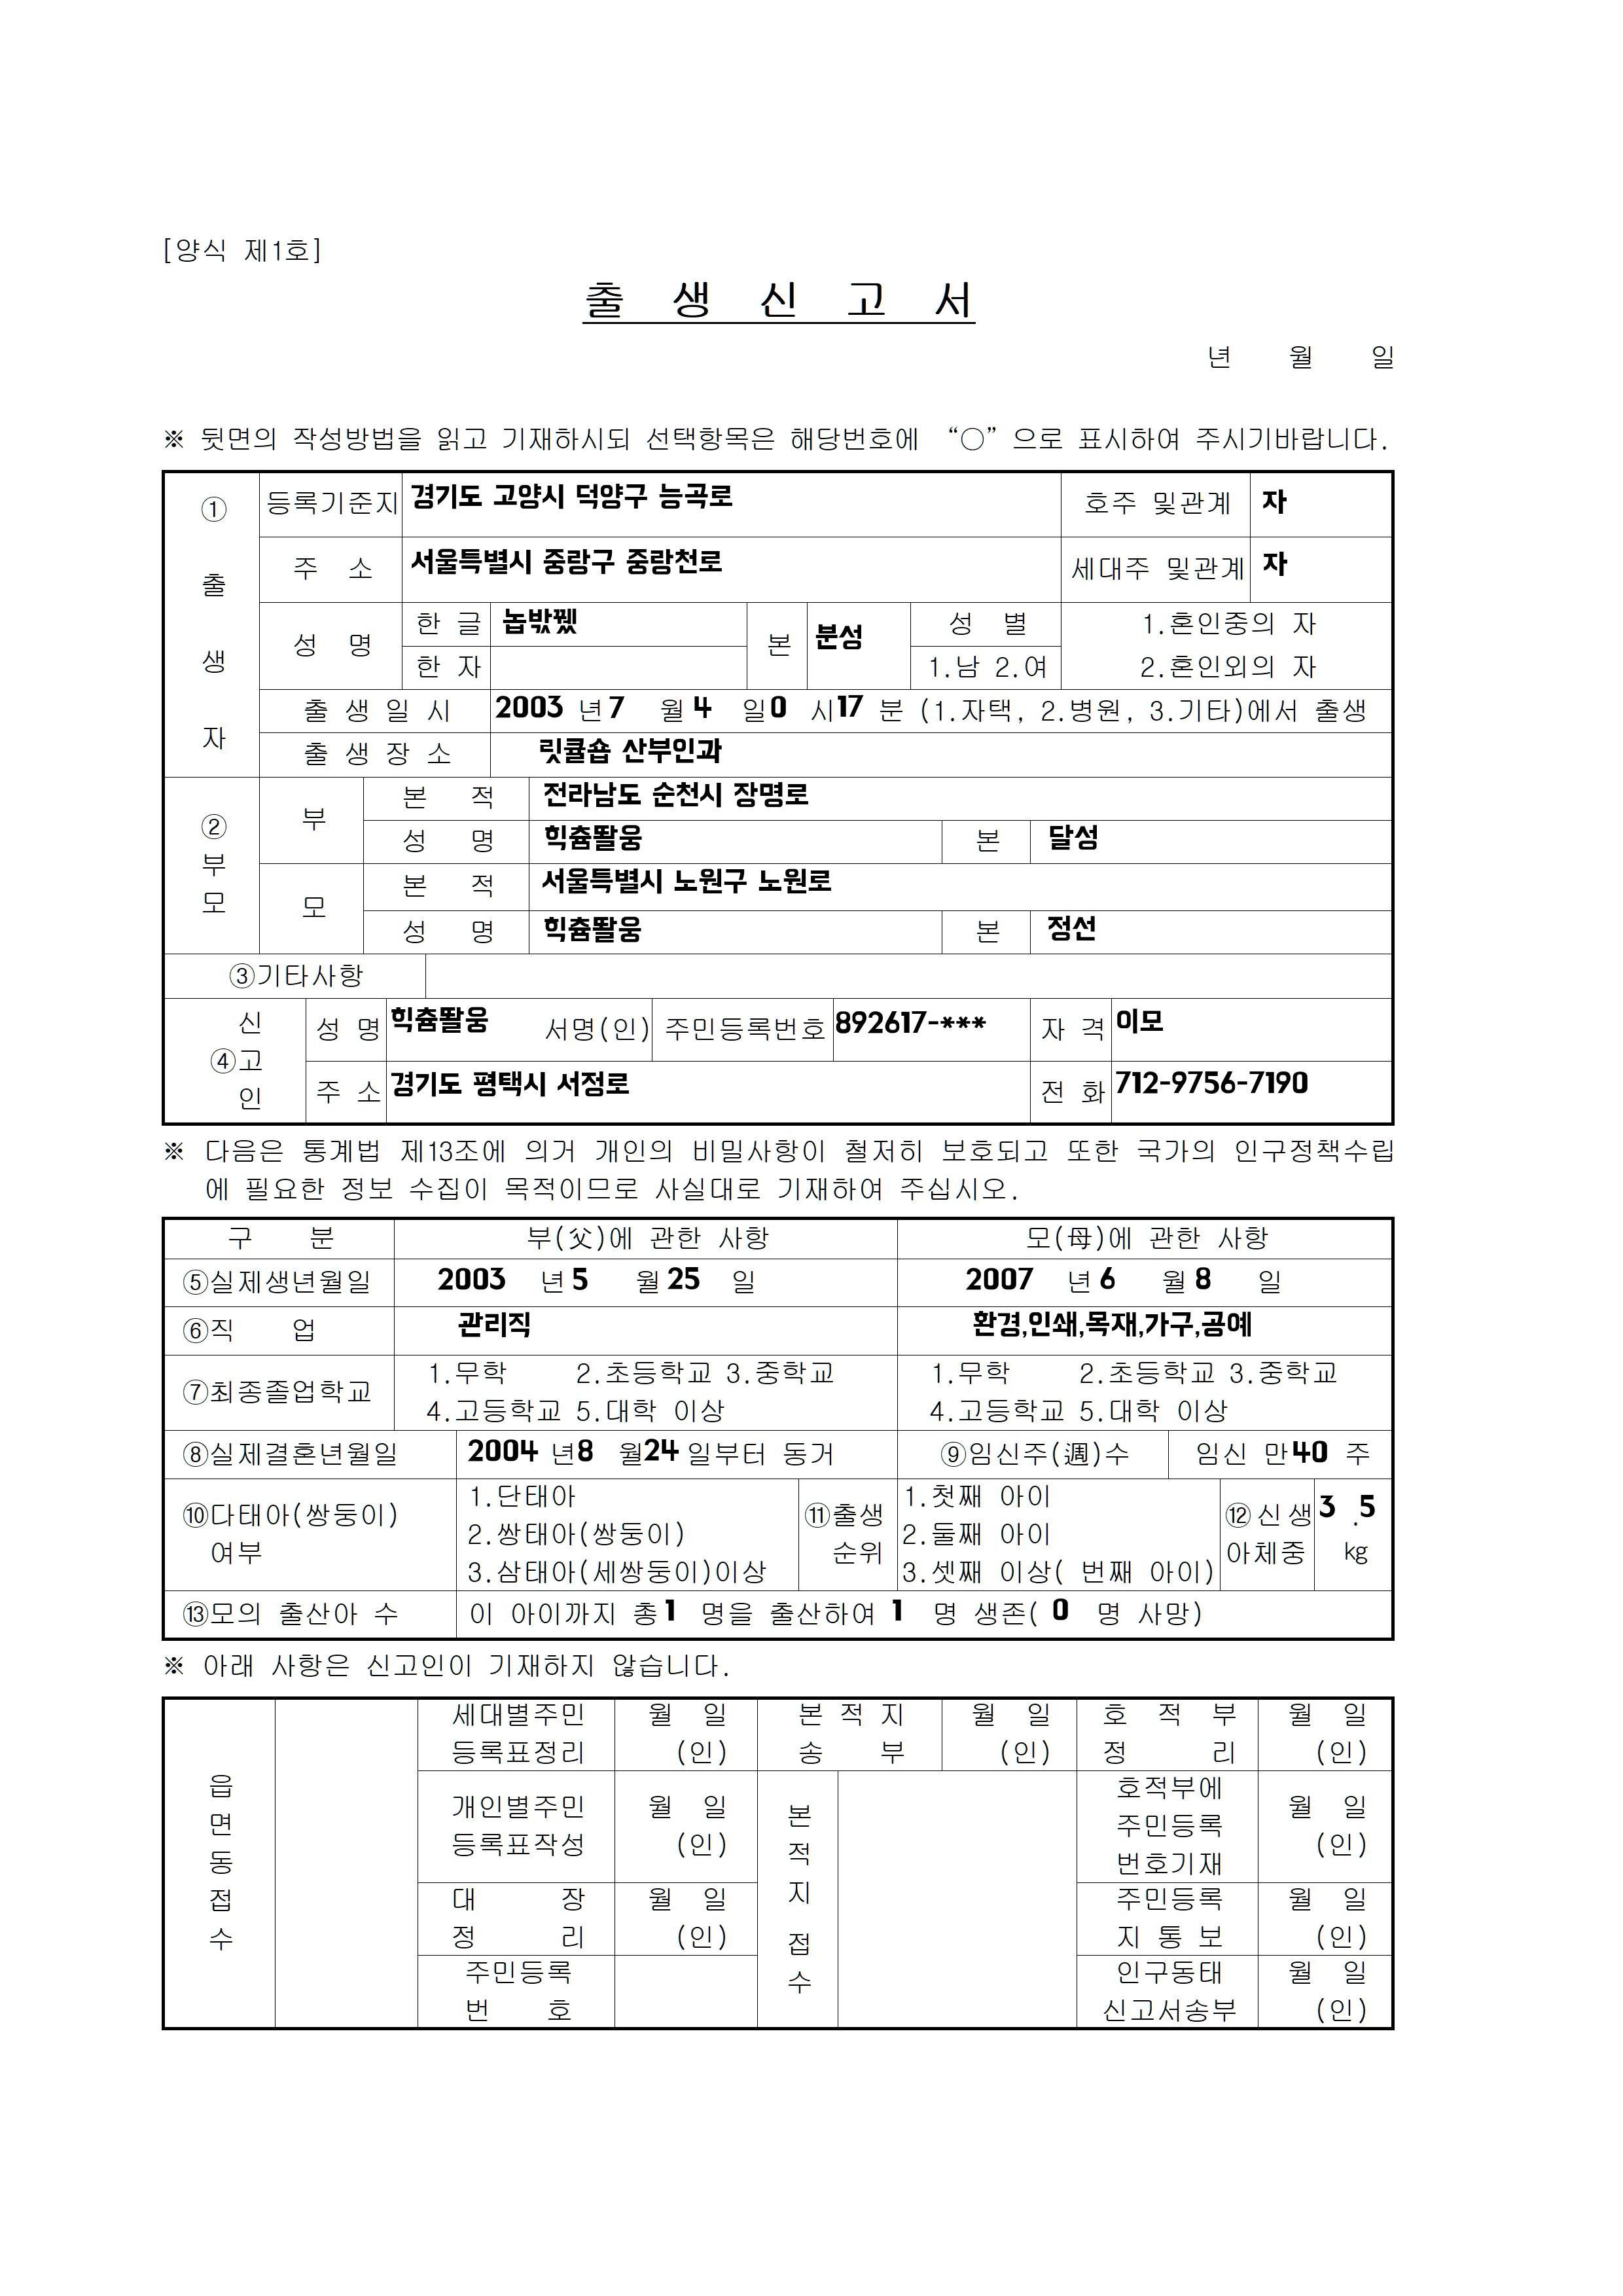 [양식 제1호]
출 생 신 고 서
년 월 일
※ 뒷면의 작성방법을 읽고 기재하시되 선택항목은 해당번호에 “○”으로 표시하여 주시기바랍니다.
① 출 생 자
등록기준지 경기도 고양시 덕양구 능곡로 호주 및관계 자
주 소 서울특별시 중랑구 중랑천로 세대주 및관계 자
성 명 한 글 놉밗뀄 본 분성 성 별 1.혼인중의 자
한 자 1.남 2.여 2.혼인외의 자
출 생 일 시 2003 년 7 월 4 일 0 시 17 분 (1.자택, 2.병원, 3.기타)에서 출생
출 생 장 소 릿큘숍 산부인과
② 부 모
부 본 적 전라남도 순천시 장명로
성 명 힉츔뙅웅 본 달성
모 본 적 서울특별시 노원구 노원로
성 명 힉츔뙅웅 본 정선
③기타사항
④ 신 고 인
성 명 힉츔뙅웅 서명(인) 주민등록번호 892617-*** 자 격 이모
주 소 경기도 평택시 서정로 전 화 712-9756-7190
※ 다음은 통계법 제13조에 의거 개인의 비밀사항이 철저히 보호되고 또한 국가의 인구정책수립
에 필요한 정보 수집이 목적이므로 사실대로 기재하여 주십시오.
구 분 부(父)에 관한 사항 모(母)에 관한 사항
⑤실제생년월일 2003 년 5 월 25 일 2007 년 6 월 8 일
⑥직 업 관리직 환경,인쇄,목재,가구,공예
⑦최종졸업학교 1.무학 2.초등학교 3.중학교 1.무학 2.초등학교 3.중학교
4.고등학교 5.대학 이상 4.고등학교 5.대학 이상
⑧실제결혼년월일 2004 년 8 월 24 일부터 동거 ⑨임신주(週)수 임신 만 40 주
⑩다태아(쌍둥이) 여부
1.단태아
2.쌍태아(쌍둥이)
3.삼태아(세쌍둥이)이상
⑪출생 순위
1.첫째 아이
2.둘째 아이
3.셋째 이상( 번째 아이)
⑫신생아체중 3 .5 kg
⑬모의 출산아 수 이 아이까지 총 1 명을 출산하여 1 명 생존( 0 명 사망)
※ 아래 사항은 신고인이 기재하지 않습니다.
읍 면 동 접 수
세대별주민 월 일 본 적 지 월 일 호 적 부 월 일
등록표정리 (인) 송 부 (인) 정 리 (인)
본 적 지 접 수
호적부에
개인별주민 월 일 주민등록 월 일
등록표작성 (인) 번호기재 (인)
대 장 월 일 주민등록 월 일
정 리 (인) 지 통 보 (인)
주민등록 인구동태 월 일
번 호 신고서송부 (인)